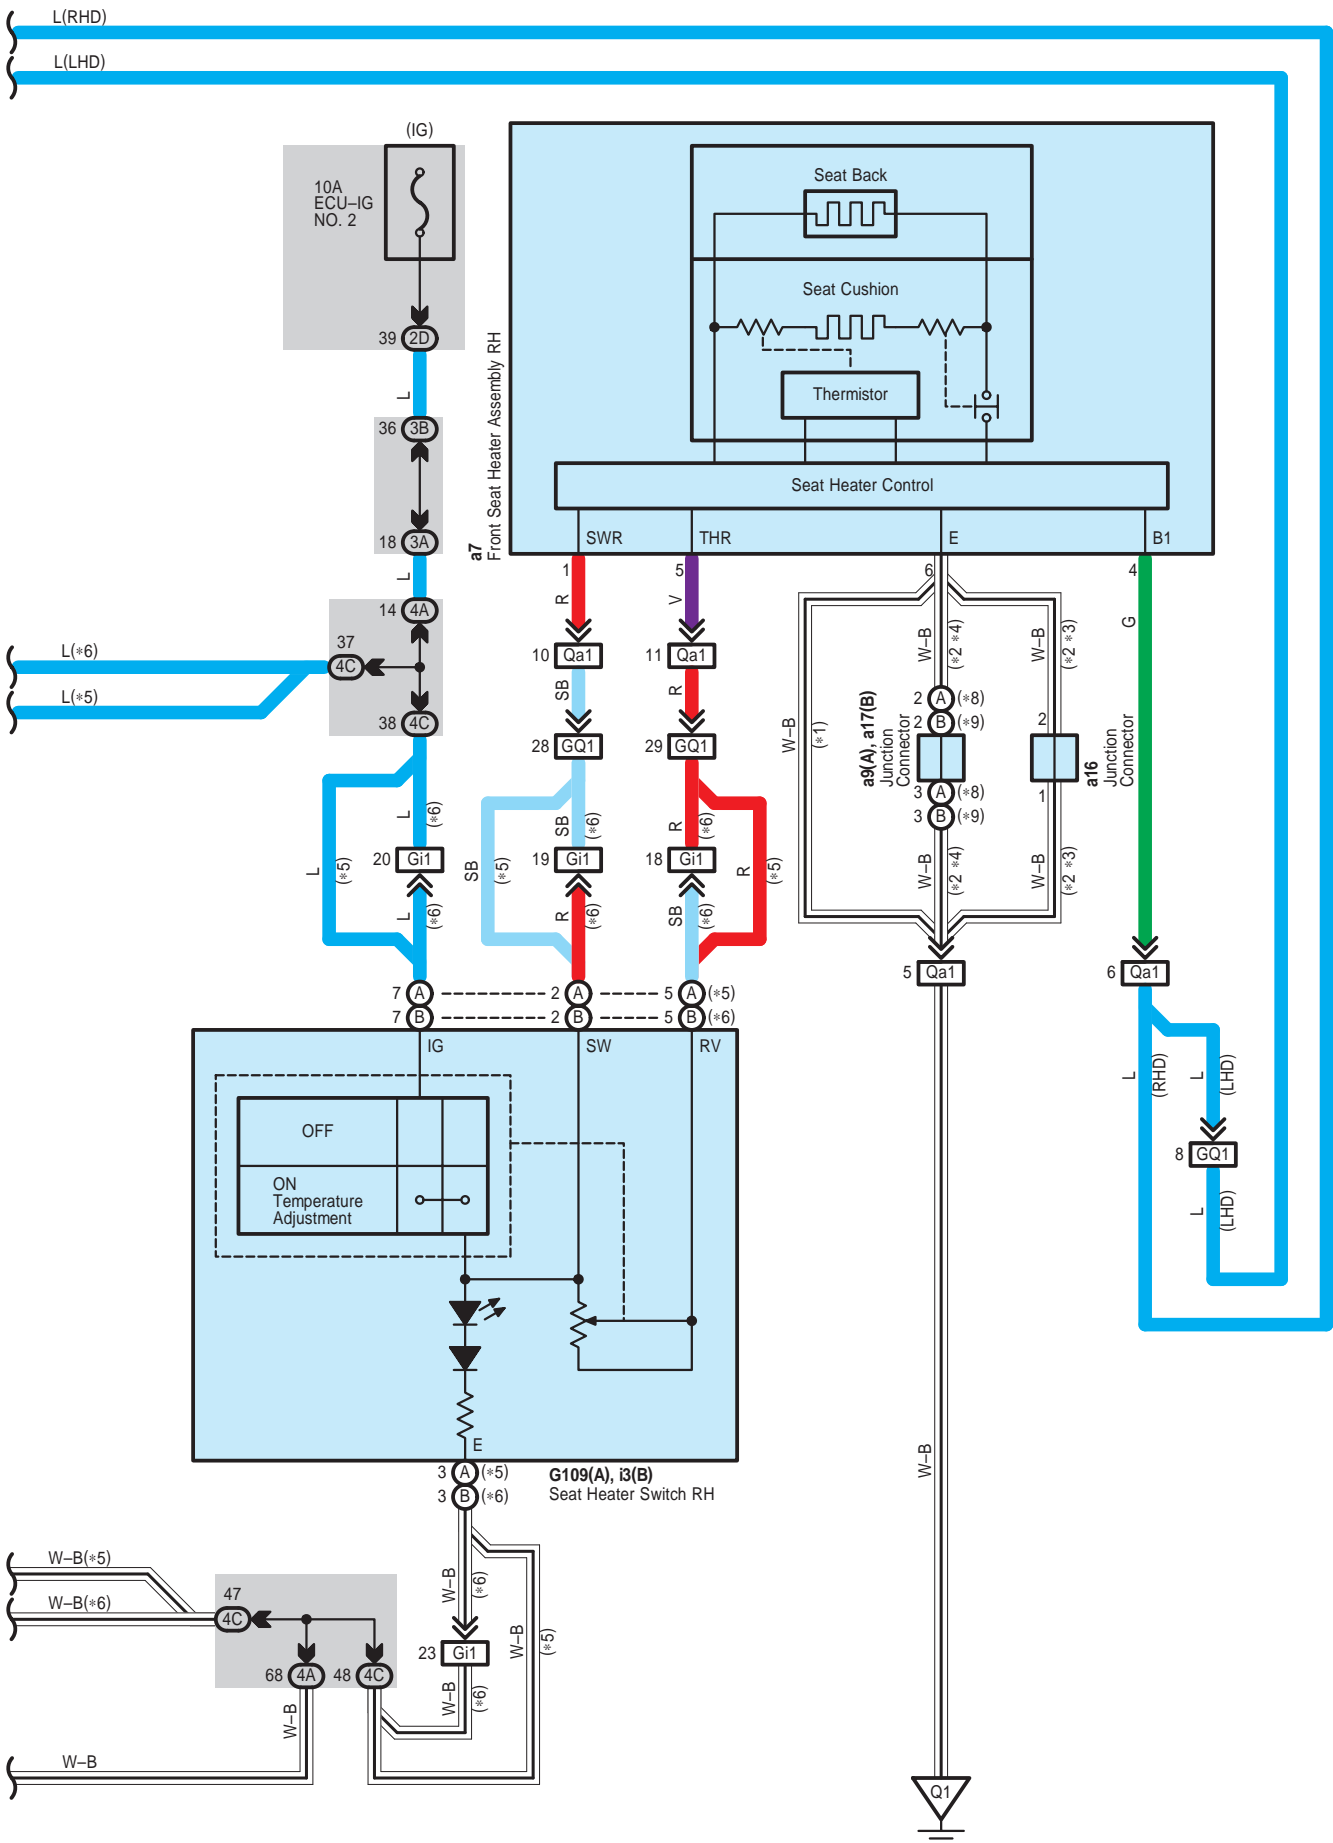 L(RHD)
L(LHD)
(IG)
10A
ECU–IG
NO. 2
39 2D
L
36 3B
18 3A
L
14 4A
37
4C
L(*6)
L(*5)
38 4C
L
(*6)
L
(*5)
20 Gi1
L
(*6)
Seat Back
Seat Cushion
Thermistor
Seat Heater Control
a7
Front Seat Heater Assembly RH
SWR
THR
E
B1
1
5
6
4
R
V
W–B
(*2 *4)
W–B
(*2 *3)
G
10 Qa1
11 Qa1
SB
R
28 GQ1
29 GQ1
W–B
(*1)
2 A (*8)
2 B (*9)
a9(A), a17(B)
Junction
Connector
3 A (*8)
3 B (*9)
2
a16
Junction
Connector
1
SB
(*6)
SB
(*5)
R
(*6)
R
(*5)
19 Gi1
18 Gi1
R
(*6)
SB
(*6)
W–B
(*2 *4)
W–B
(*2 *3)
5 Qa1
6 Qa1
7 A 2 A 5 A (*5)
7 B 2 B 5 B (*6)
IG
SW
RV
OFF
ON
Temperature
Adjustment
E
L
(RHD)
L
(LHD)
8 GQ1
L
(LHD)
3 A (*5)
3 B (*6)
G109(A), i3(B)
Seat Heater Switch RH
W–B
W–B(*5)
W–B(*6)
47
4C
68 4A
48 4C
W–B
(*6)
23 Gi1
W–B
(*6)
W–B
(*5)
W–B
W–B
Q1